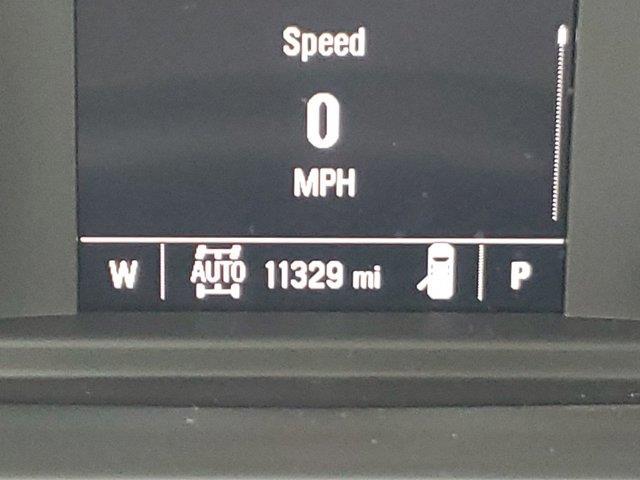 Speed
0
MPH
W AUTO 11329 mi P